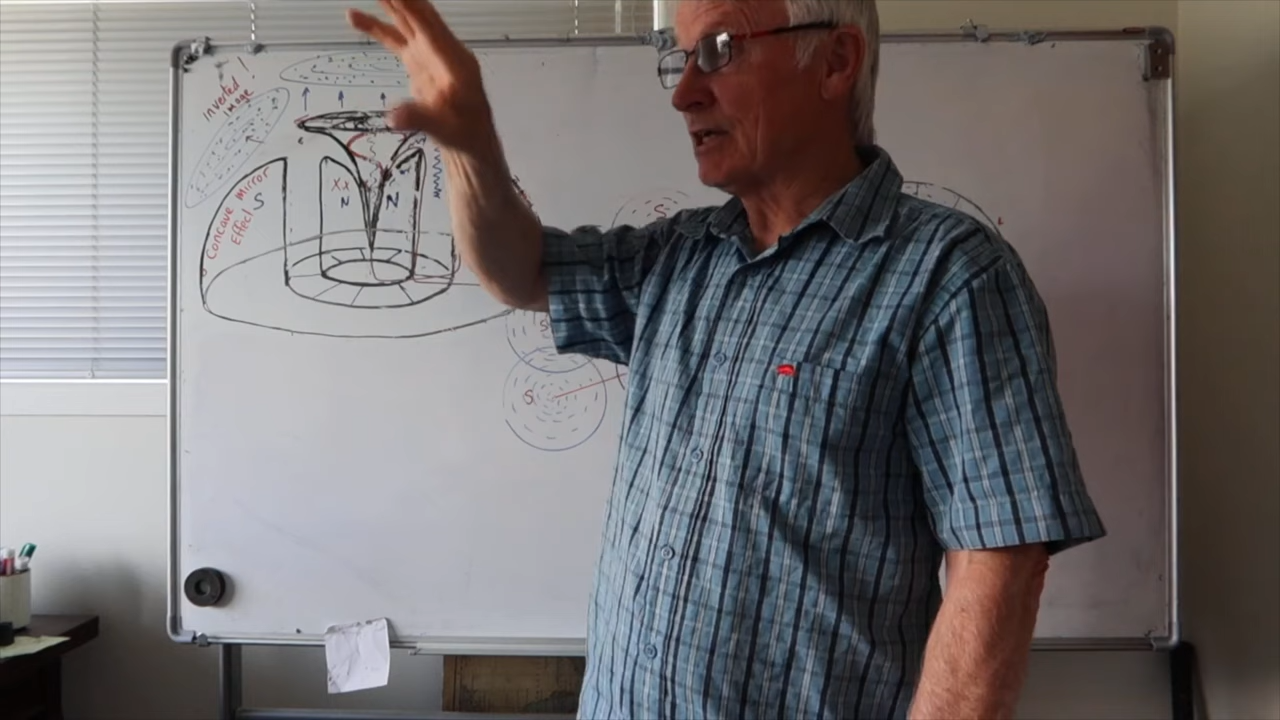 Inverted !
image
Concave mirror
Effect
S
X X
N
N
S
S
S